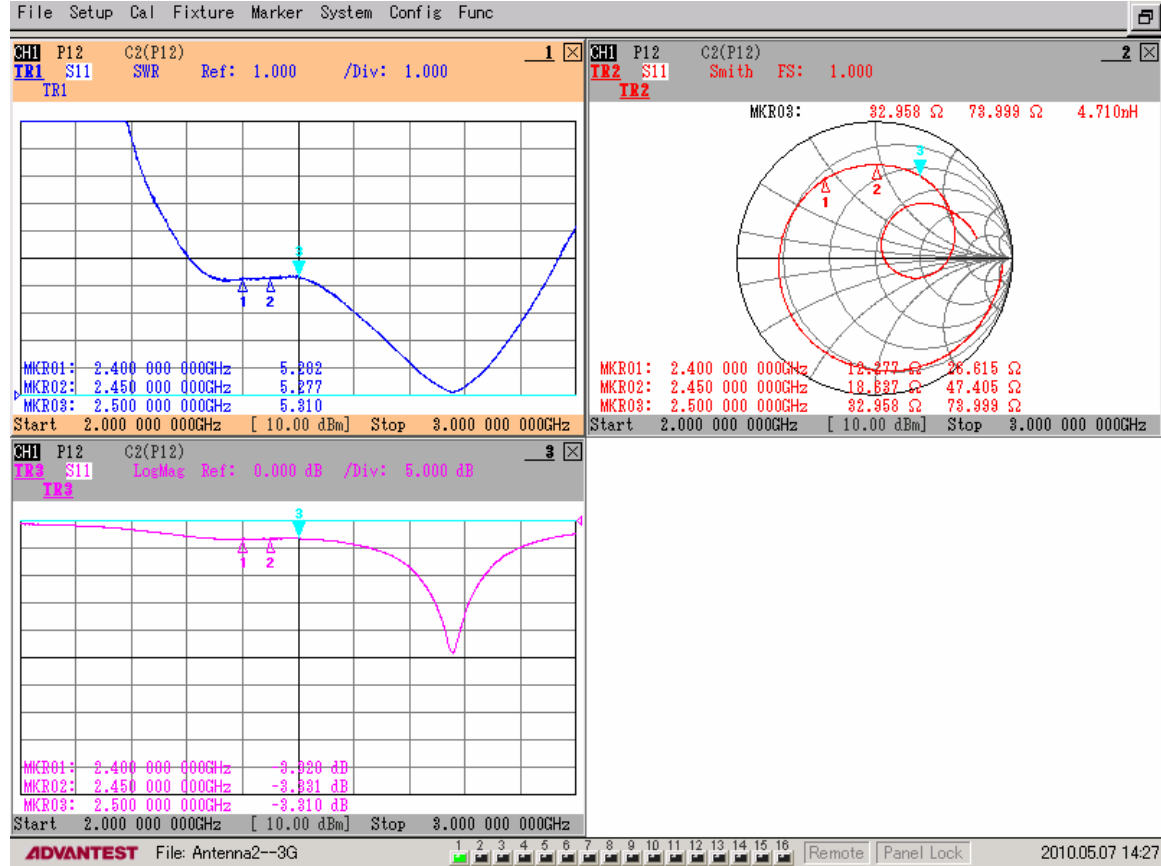 File Setup Cal Fixture Marker System Config Func
CH1 P12 C2(P12) 1
TR1 S11 SWR Ref: 1.000 /Div: 1.000
TR1
3
1 2
MKR01: 2.400 000 000GHz 5.282
MKR02: 2.450 000 000GHz 5.277
MKR03: 2.500 000 000GHz 5.310
Start 2.000 000 000GHz [ 10.00 dBm] Stop 3.000 000 000GHz
CH1 P12 C2(P12) 2
TR2 S11 Smith FS: 1.000
TR2
MKR03: 32.958 Ω 73.999 Ω 4.710nH
3
1 2
MKR01: 2.400 000 000GHz 12.277 Ω 26.615 Ω
MKR02: 2.450 000 000GHz 18.637 Ω 47.405 Ω
MKR03: 2.500 000 000GHz 32.958 Ω 73.999 Ω
Start 2.000 000 000GHz [ 10.00 dBm] Stop 3.000 000 000GHz
CH1 P12 C2(P12) 3
TR3 S11 LogMag Ref: 0.000 dB /Div: 5.000 dB
TR3
3
1 2
MKR01: 2.400 000 000GHz -3.328 dB
MKR02: 2.450 000 000GHz -3.331 dB
MKR03: 2.500 000 000GHz -3.310 dB
Start 2.000 000 000GHz [ 10.00 dBm] Stop 3.000 000 000GHz
ADVANTEST File: Antenna2--3G 1 2 3 4 5 6 7 8 9 10 11 12 13 14 15 16 Remote Panel Lock 2010.05.07 14:27